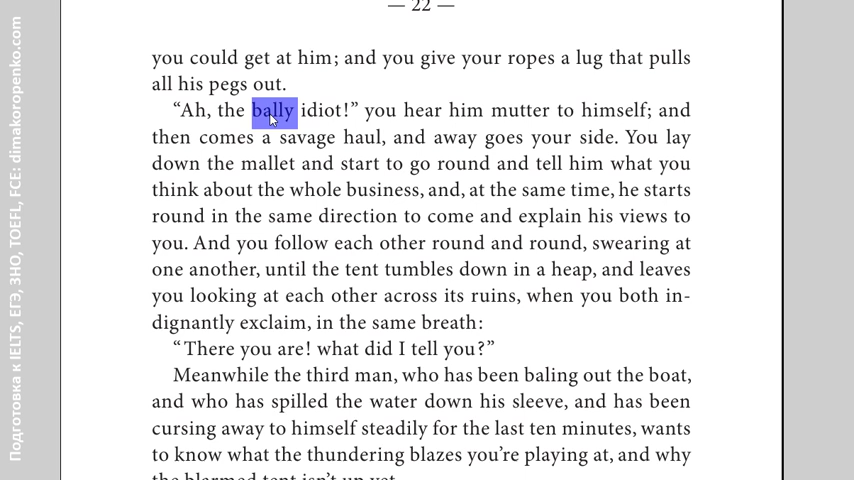 — 22 —
you could get at him; and you give your ropes a lug that pulls
all his pegs out.
“Ah, the bally idiot!” you hear him mutter to himself; and
then comes a savage haul, and away goes your side. You lay
down the mallet and start to go round and tell him what you
think about the whole business, and, at the same time, he starts
round in the same direction to come and explain his views to
you. And you follow each other round and round, swearing at
one another, until the tent tumbles down in a heap, and leaves
you looking at each other across its ruins, when you both in-
dignantly exclaim, in the same breath:
“There you are! what did I tell you?”
Meanwhile the third man, who has been baling out the boat,
and who has spilled the water down his sleeve, and has been
cursing away to himself steadily for the last ten minutes, wants
to know what the thundering blazes you’re playing at, and why
the blarmed tent isn’t up yet.
Подготовка к IELTS, ЕГЭ, ЗНО, TOEFL, FCE: dimakoropenko.com